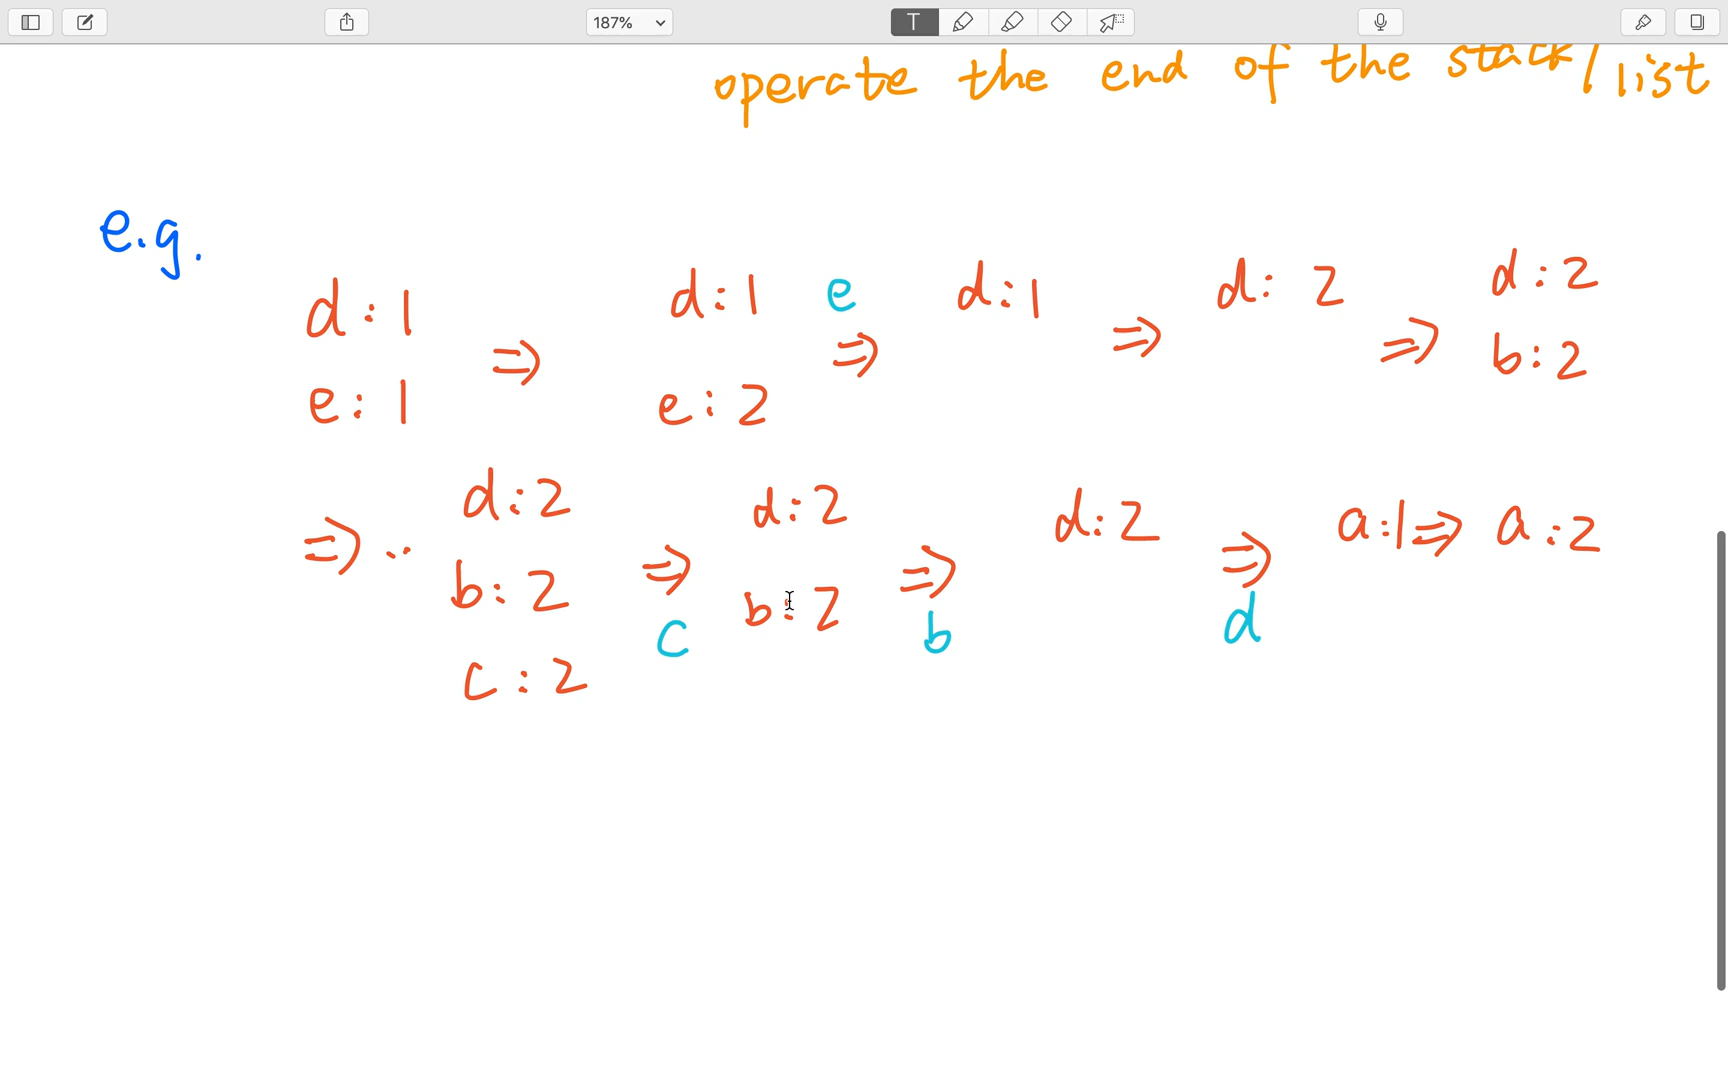 187%
T
operate the end of the stack/list
e.g.
d:1 d:1 e d:1 d: 2 d:2
⇒ ⇒ ⇒ ⇒
e:1 e:2 b:2
d:2 d:2 d:2 a:1⇒ a:2
⇒ .. b:2 ⇒ b:2 ⇒ ⇒
c b d
c:2